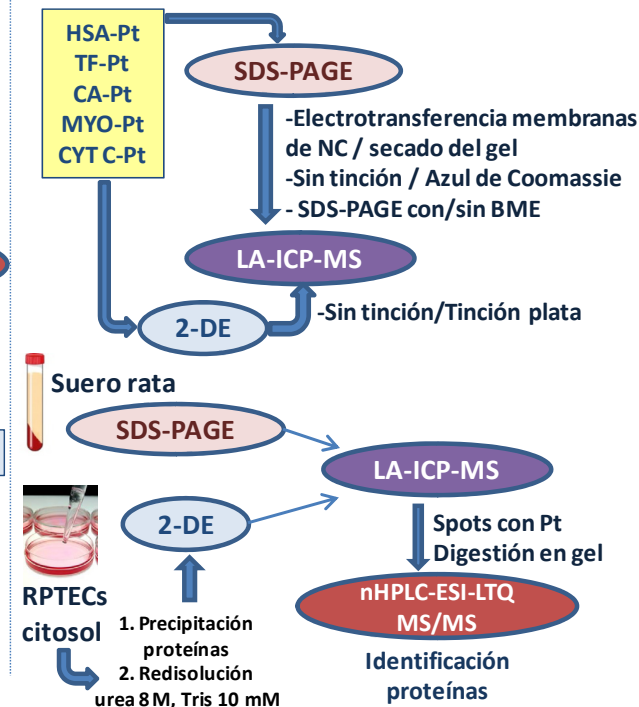 HSA-Pt
TF-Pt
CA-Pt
MYO-Pt
CYT C-Pt
SDS-PAGE
-Electrotransferencia membranas
de NC / secado del gel
-Sin tinción / Azul de Coomassie
- SDS-PAGE con/sin BME
LA-ICP-MS
2-DE
-Sin tinción/Tinción plata
Suero rata
SDS-PAGE
LA-ICP-MS
2-DE
Spots con Pt
Digestión en gel
RPTECs
citosol
1. Precipitación
proteínas
2. Redisolución
urea 8 M, Tris 10 mM
nHPLC-ESI-LTQ
MS/MS
Identificación
proteínas